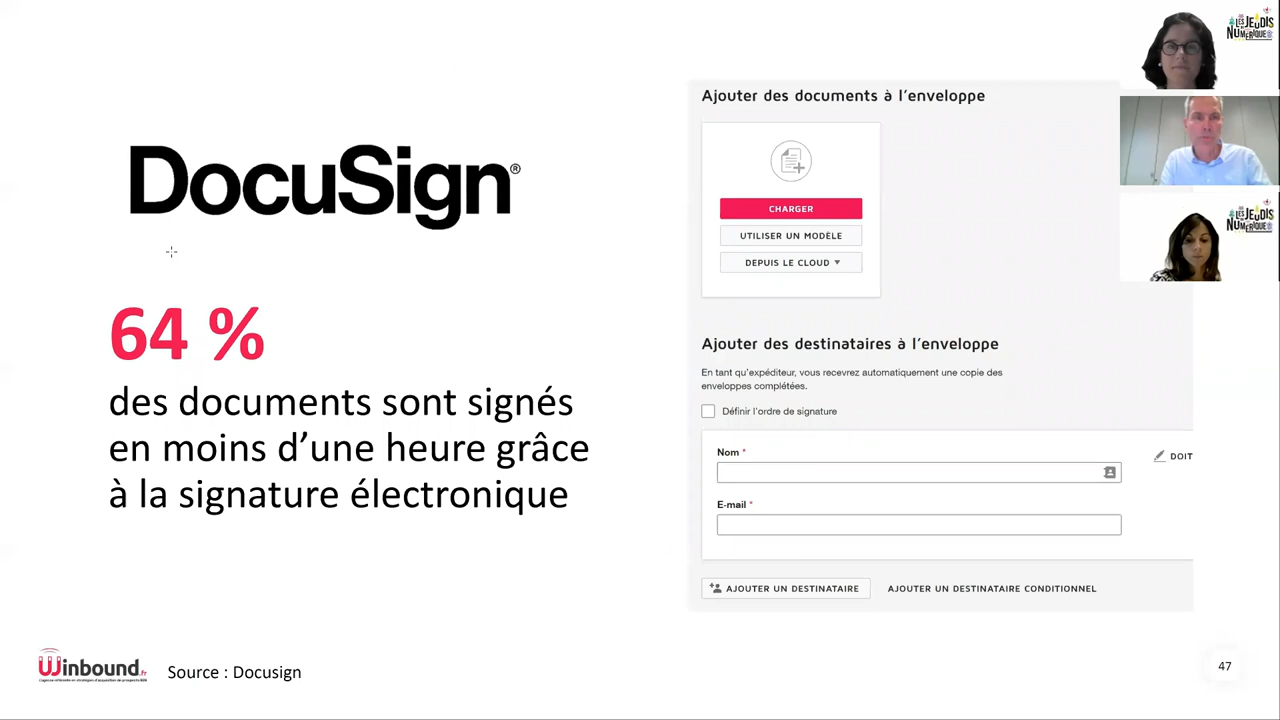 DocuSign®
64 %
des documents sont signés
en moins d’une heure grâce
à la signature électronique
Winbound.fr
Source : Docusign
Ajouter des documents à l’enveloppe
CHARGER
UTILISER UN MODÈLE
DEPUIS LE CLOUD
Ajouter des destinataires à l’enveloppe
En tant qu’expéditeur, vous recevrez automatiquement une copie des
enveloppes complétées.
Définir l’ordre de signature
Nom *
DOIT
E-mail *
AJOUTER UN DESTINATAIRE
AJOUTER UN DESTINATAIRE CONDITIONNEL
47
LES JEUDIS
NUMÉRIQUE
LES JEUDIS
NUMÉRIQUE